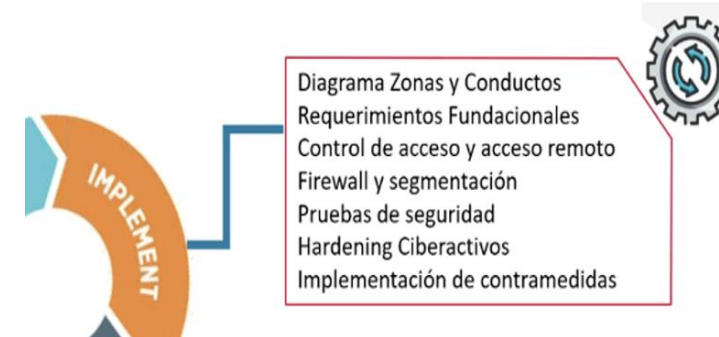 IMPLEMENT
Diagrama Zonas y Conductos
Requerimientos Fundacionales
Control de acceso y acceso remoto
Firewall y segmentación
Pruebas de seguridad
Hardening Ciberactivos
Implementación de contramedidas